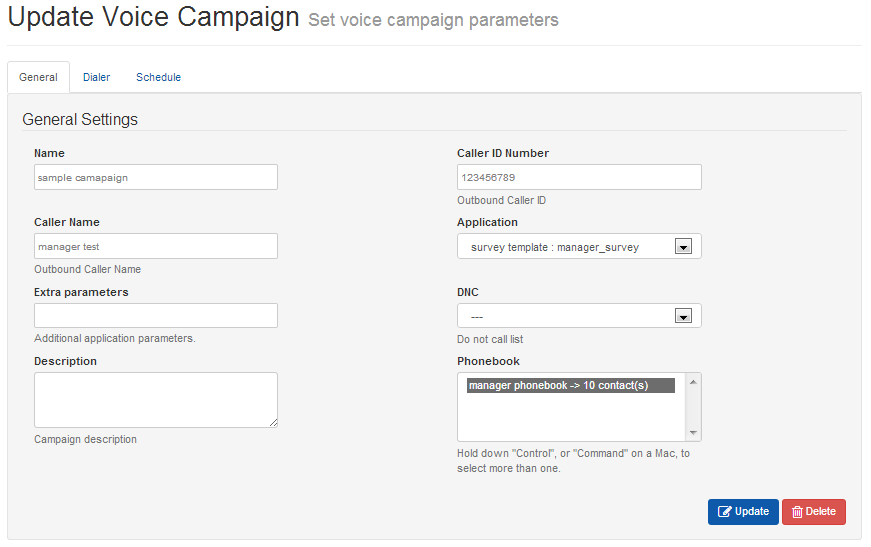 Update Voice Campaign Set voice campaign parameters
General Dialer Schedule
General Settings
Name
sample camapaign
Caller ID Number
123456789
Outbound Caller ID
Caller Name
manager test
Outbound Caller Name
Application
survey template : manager_survey
Extra parameters
Additional application parameters.
DNC
---
Do not call list
Description
Campaign description
Phonebook
manager phonebook -> 10 contact(s)
Hold down "Control", or "Command" on a Mac, to
select more than one.
Update Delete